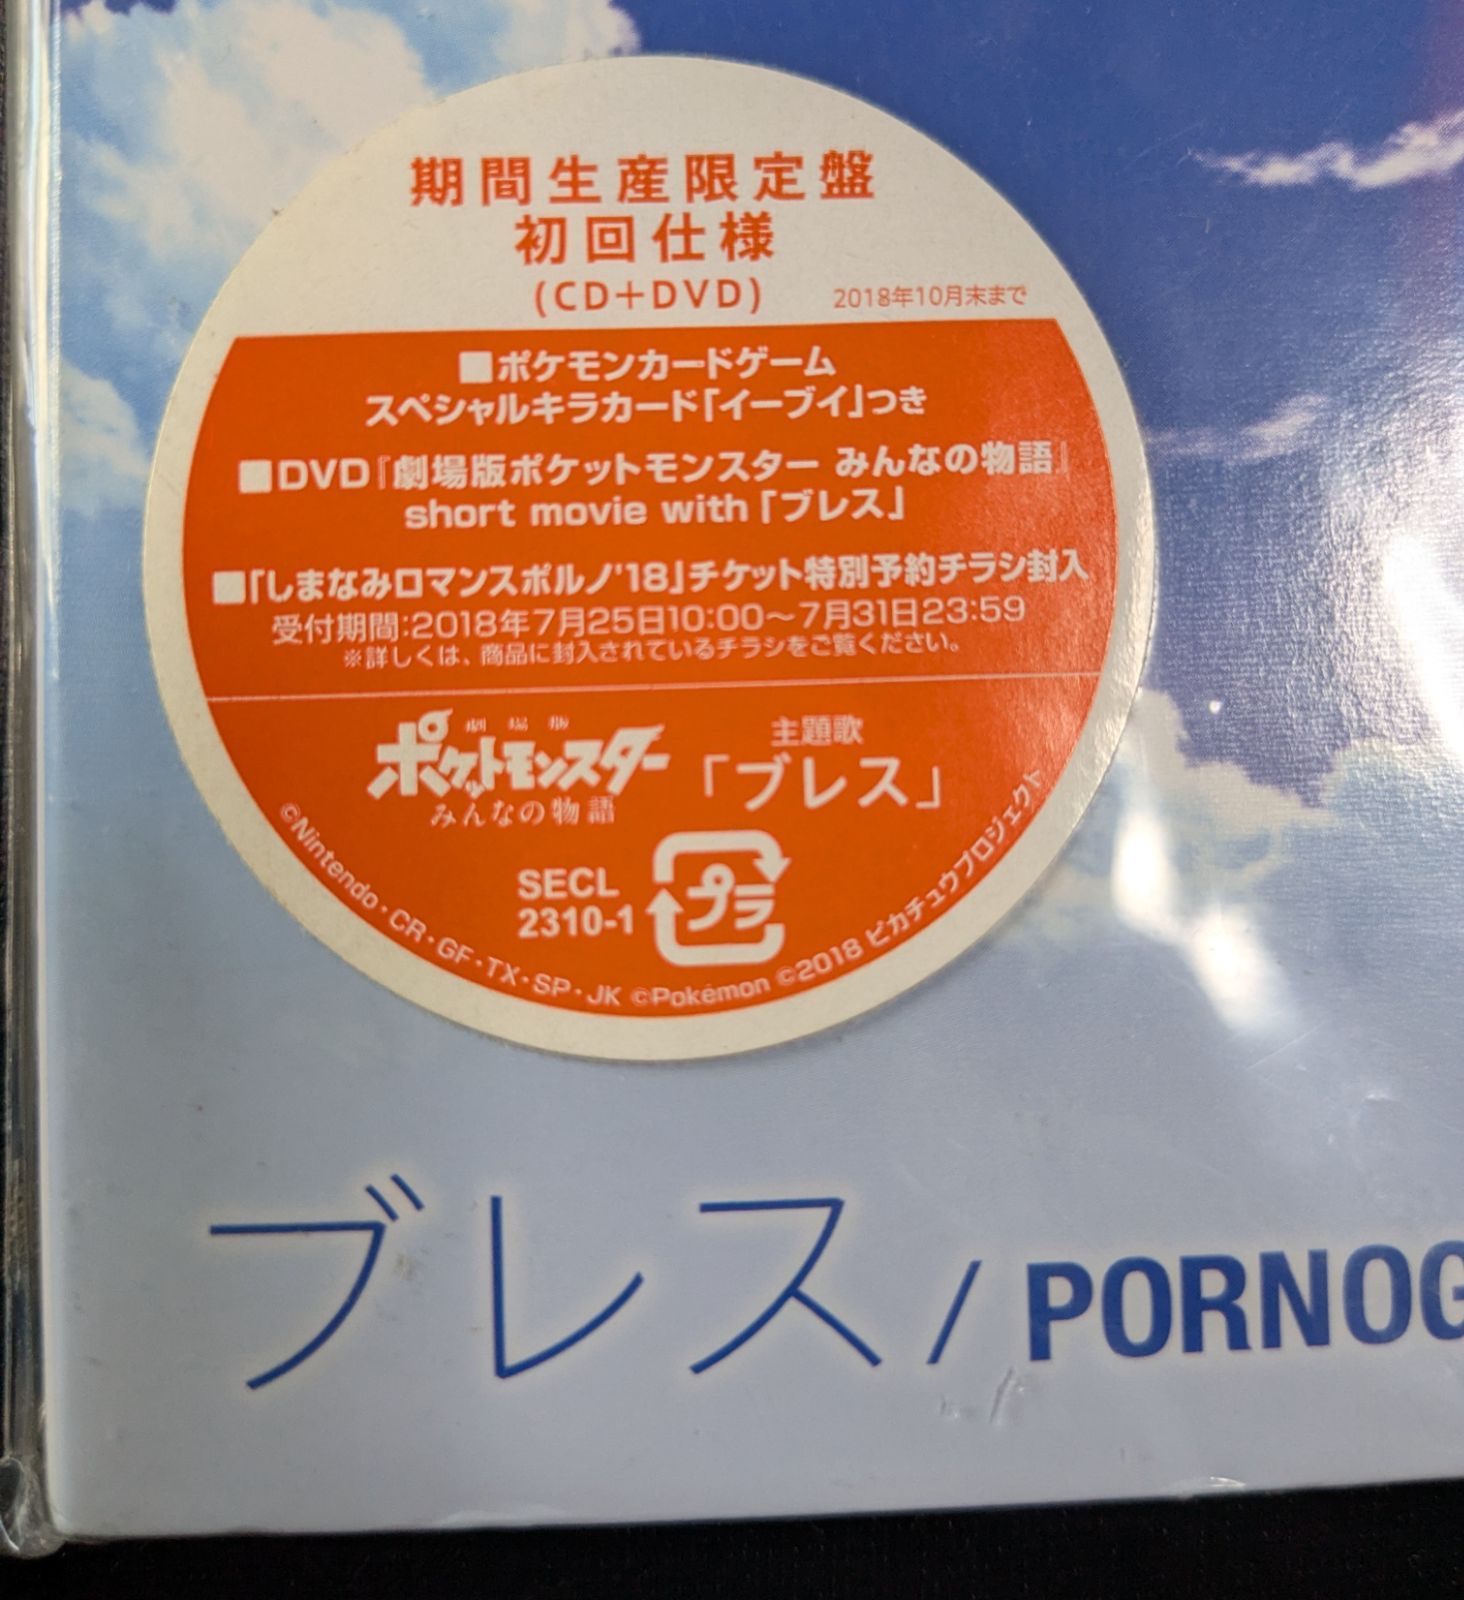 期間生産限定盤
初回仕様
(CD+DVD)
2018年10月末まで
■ポケモンカードゲーム
スペシャルキラカード「イーブイ」つき
■DVD『劇場版ポケットモンスター みんなの物語』
short movie with「ブレス」
■「しまなみロマンスポルノ'18」チケット特別予約チラシ封入
受付期間:2018年7月25日10:00〜7月31日23:59
※詳しくは、商品に封入されているチラシをご覧ください。
劇場版
ポケットモンスター
みんなの物語
主題歌
「ブレス」
SECL
2310-1
プラ
©Nintendo・CR・GF・TX・SP・JK ©Pokémon ©2018 ピカチュウプロジェクト
ブレス / PORNOG